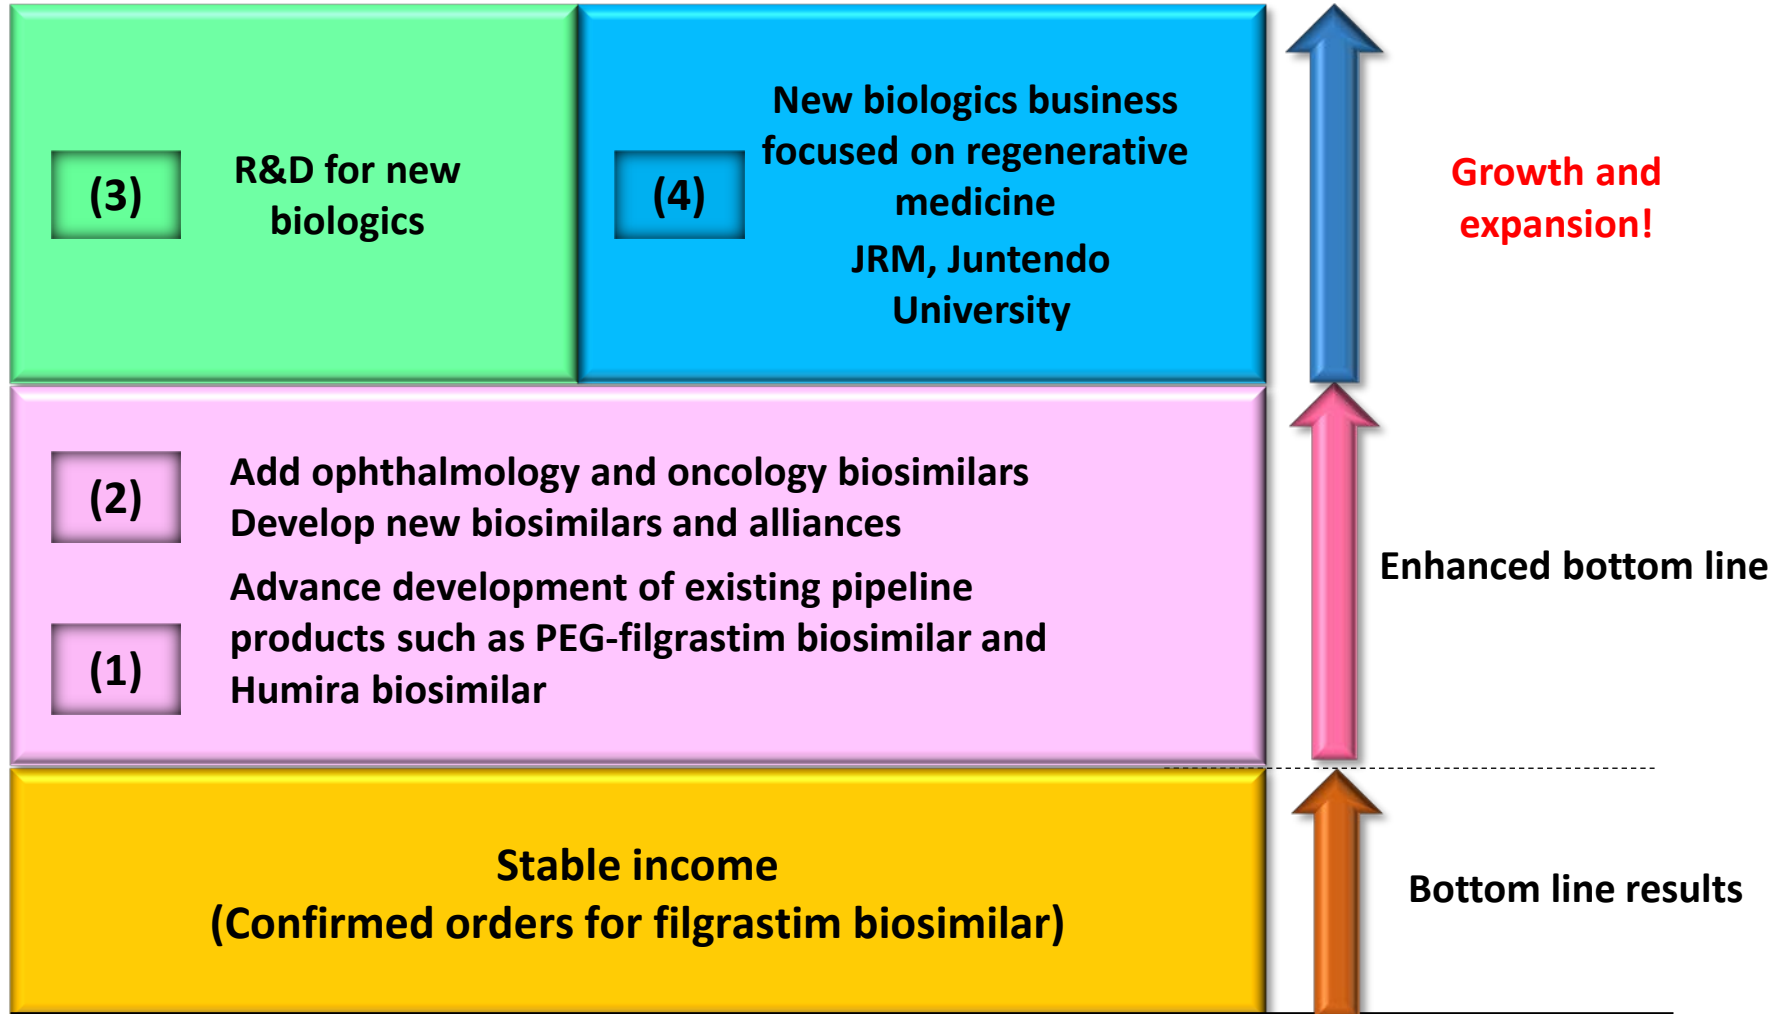 (3)
R&D for new
biologics
(4)
New biologics business
focused on regenerative
medicine
JRM, Juntendo
University
Growth and
expansion!
(2)
Add ophthalmology and oncology biosimilars
Develop new biosimilars and alliances
(1)
Advance development of existing pipeline
products such as PEG-filgrastim biosimilar and
Humira biosimilar
Enhanced bottom line
Stable income
(Confirmed orders for filgrastim biosimilar)
Bottom line results